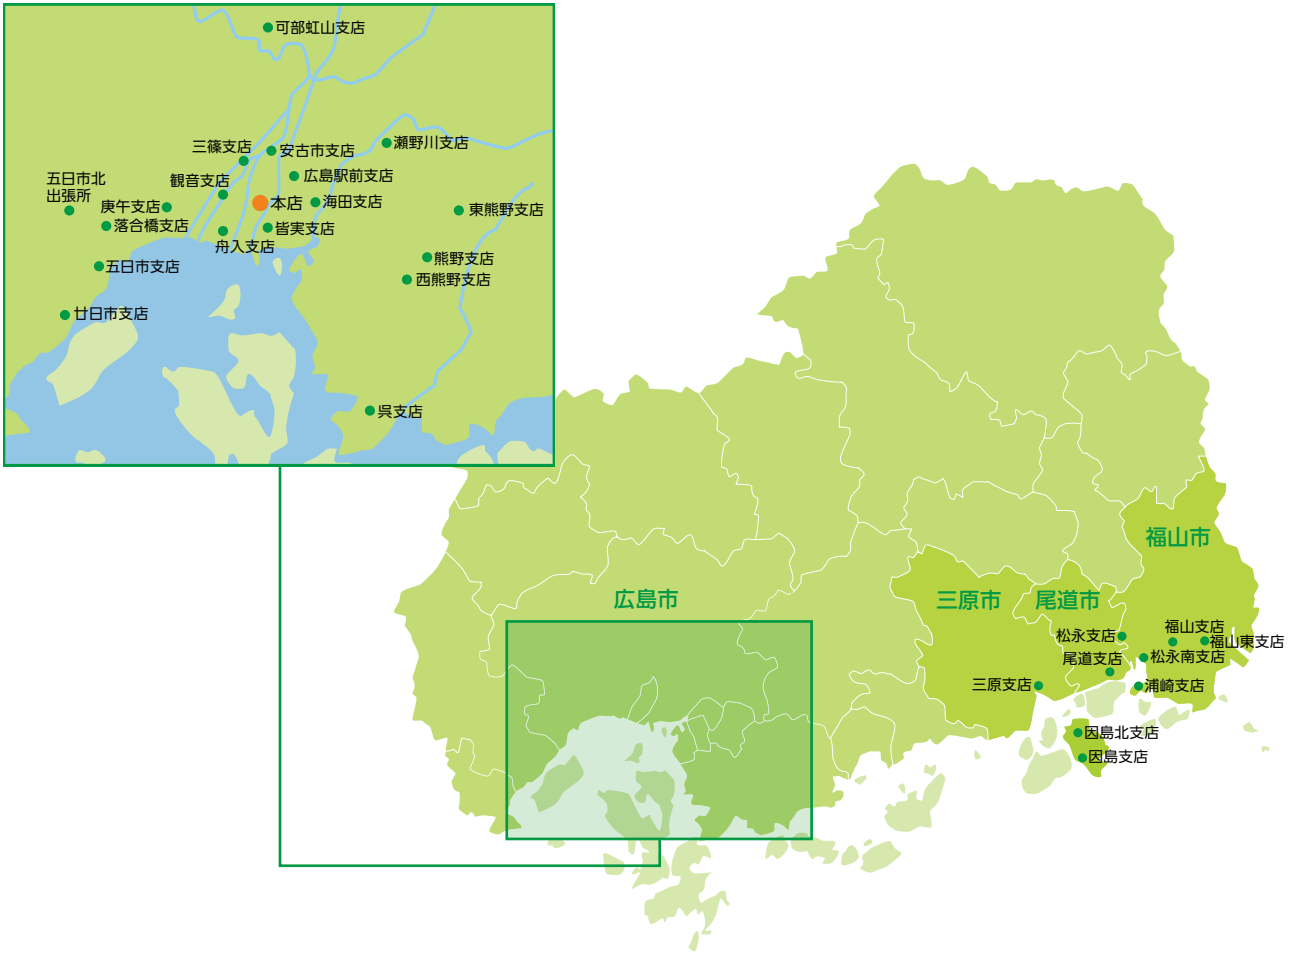 可部虹山支店
三篠支店
安古市支店
瀬野川支店
五日市北
出張所
観音支店
広島駅前支店
庚午支店
本店
海田支店
東熊野支店
落合橋支店
舟入支店
皆実支店
五日市支店
熊野支店
西熊野支店
廿日市支店
呉支店
福山市
広島市
三原市
尾道市
福山支店
松永支店
福山東支店
尾道支店
松永南支店
三原支店
浦崎支店
因島北支店
因島支店